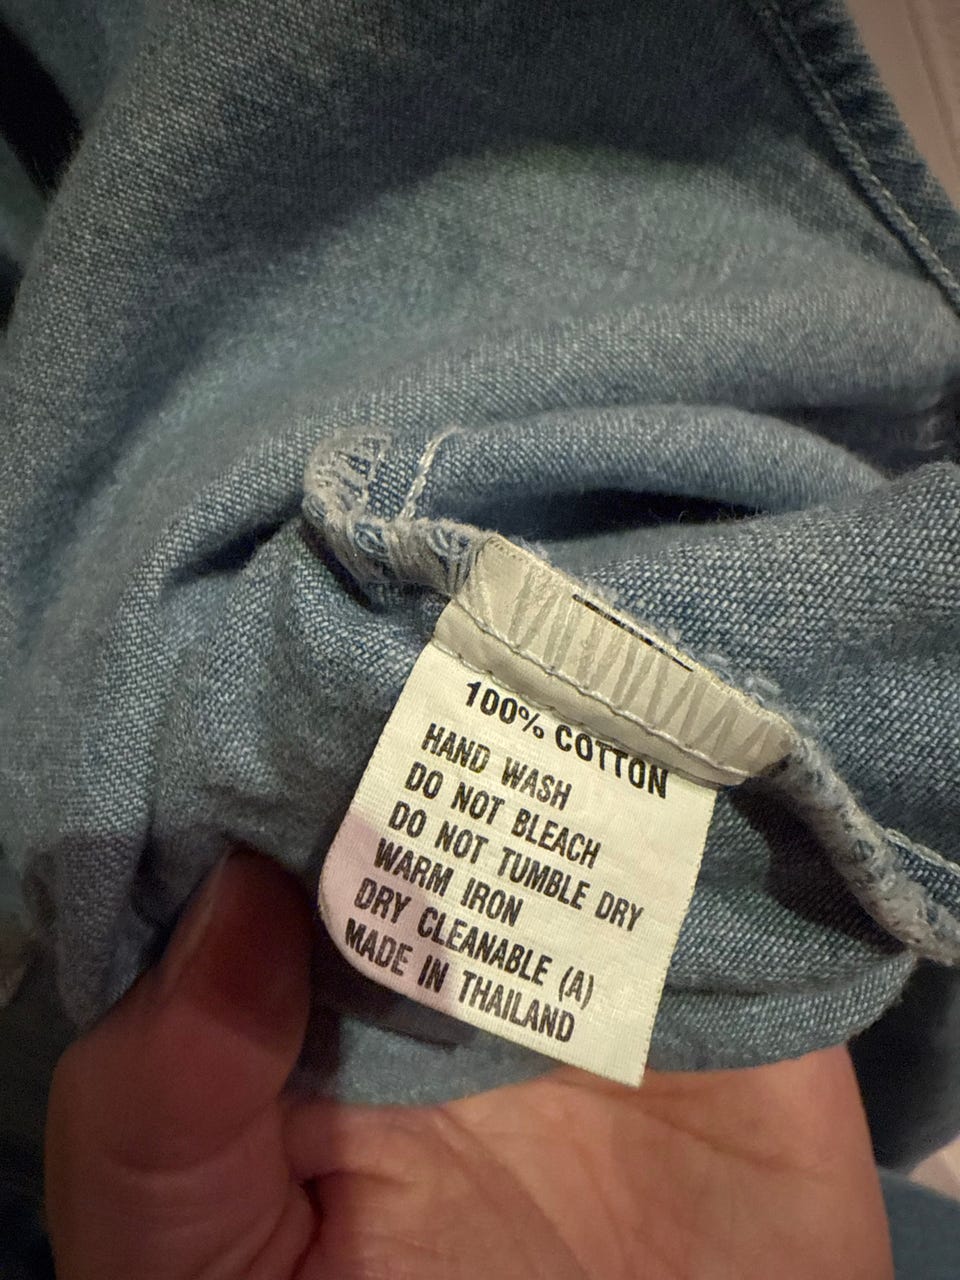 100% COTTON
HAND WASH
DO NOT BLEACH
DO NOT TUMBLE DRY
WARM IRON
DRY CLEANABLE (A)
MADE IN THAILAND